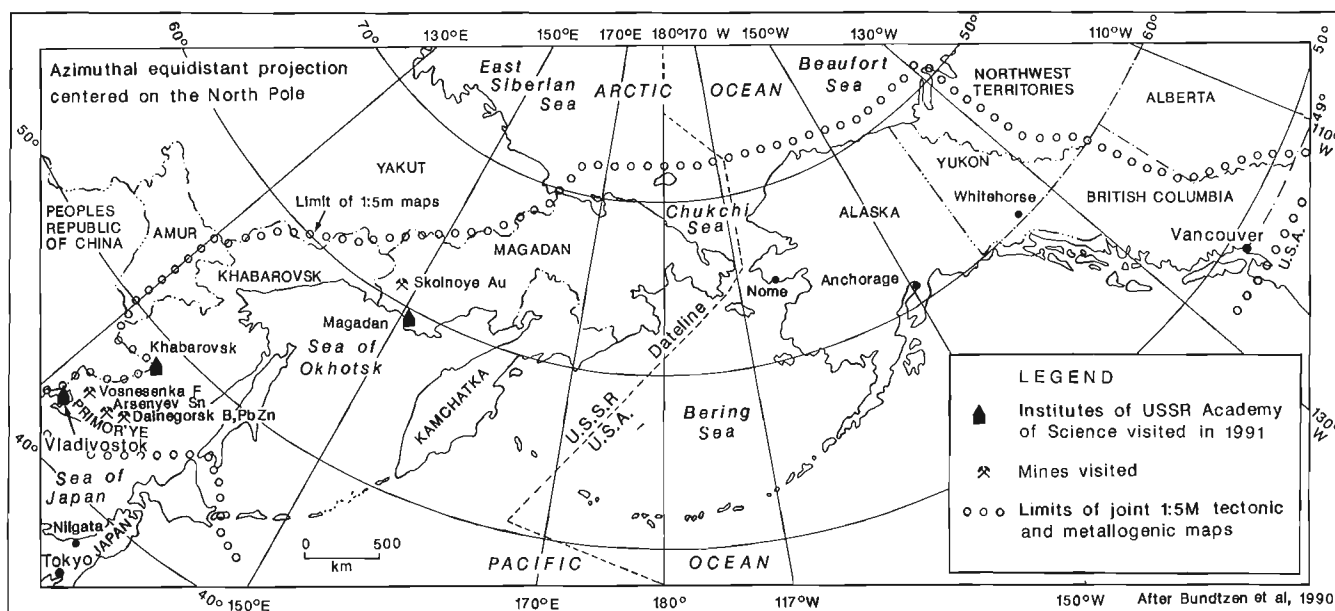 60° 70° 130°E 150°E 170°E 180° 170 W 150°W 130°W 50° 110°W 60° 50°
Azimuthal equidistant projection
centered on the North Pole
East
Siberian
Sea
ARCTIC OCEAN
Beaufort
Sea
NORTHWEST
TERRITORIES
ALBERTA
49°
110°
W
50°
YAKUT
YUKON
Limit of 1:5m maps
PEOPLES
REPUBLIC
OF CHINA
AMUR
Whitehorse
BRITISH COLUMBIA
Chukchi
Sea
ALASKA
MAGADAN
Vancouver
U.S.A.
KHABAROVSK
Skolnoye Au
Nome
Anchorage
Magadan
Sea of
Okhotsk
Dateline
Khabarovsk
KAMCHATKA
U.S.S.R
U.S.A.
Bering
Sea
Vosnesenka F
Arsenyev Sn
Dalnegorsk B,PbZn
PRIMOR'YE
Vladivostok
40°
Sea of
Japan
Niigata
JAPAN
Tokyo
0 500
km
PACIFIC OCEAN
LEGEND
Institutes of USSR Academy
of Science visited in 1991
Mines visited
Limits of joint 1:5M tectonic
and metallogenic maps
130°
W
40° 150°E 170°E 180° 117°W 150°W
After Bundtzen et al, 1990